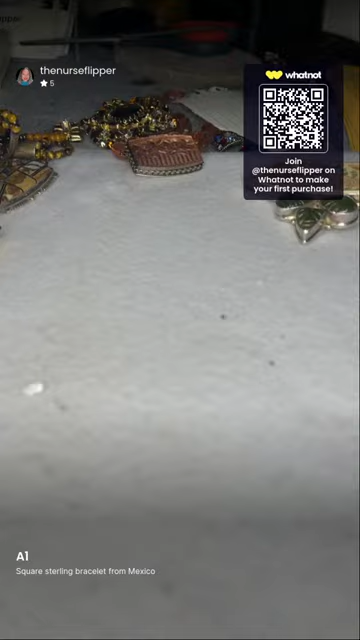 thenurseflipper
★ 5
whatnot
Join
@thenurseflipper on
Whatnot to make
your first purchase!
A1
Square sterling bracelet from Mexico